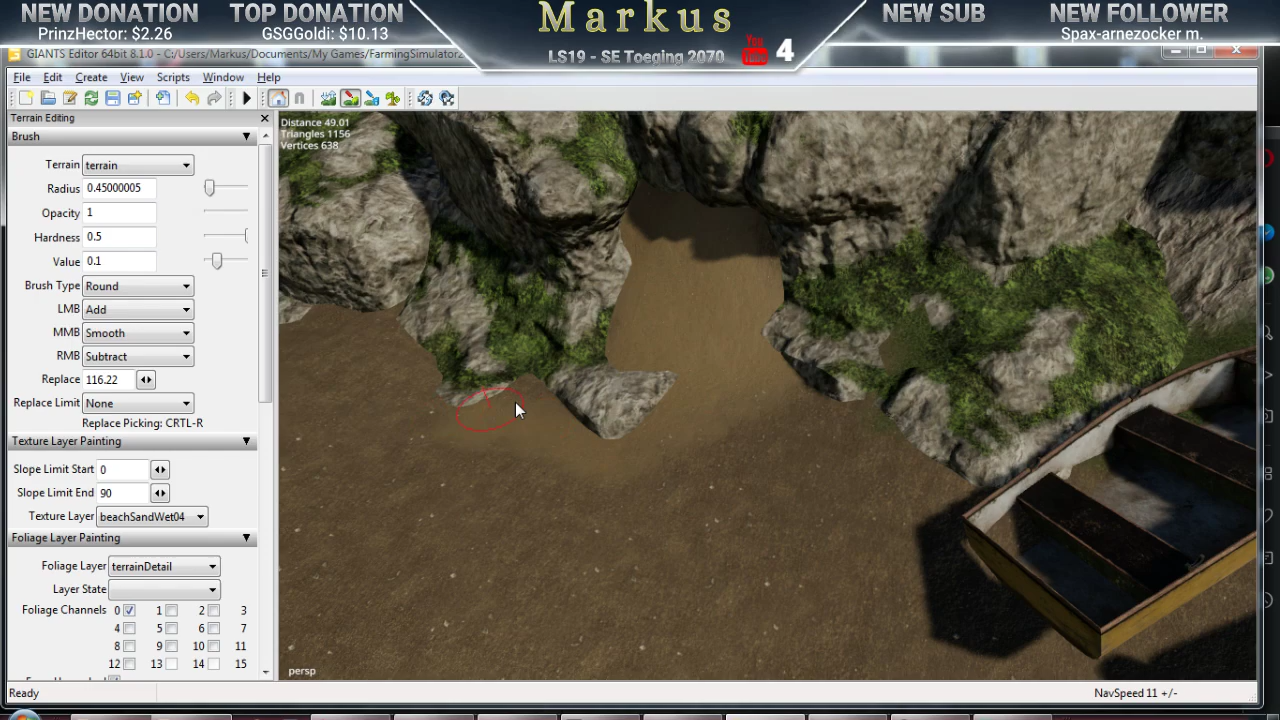 NEW DONATION
PrinzHector: $2.26
TOP DONATION
GSGGoldi: $10.13
Markus
LS19 - SE Toeging 2070
You
Tube
4
NEW SUB
NEW FOLLOWER
Spax-arnezocker m.
GIANTS Editor 64bit 8.1.0 - C:/Users/Markus/Documents/My Games/FarmingSimulator2
File Edit Create View Scripts Window Help
Terrain Editing
Brush
Terrain terrain
Radius 0.45000005
Opacity 1
Hardness 0.5
Value 0.1
Brush Type Round
LMB Add
MMB Smooth
RMB Subtract
Replace 116.22
Replace Limit None
Replace Picking: CRTL-R
Texture Layer Painting
Slope Limit Start 0
Slope Limit End 90
Texture Layer beachSandWet04
Foliage Layer Painting
Foliage Layer terrainDetail
Layer State
Foliage Channels 0 1 2 3
4 5 6 7
8 9 10 11
12 13 14 15
Distance 49.01
Triangles 1156
Vertices 638
persp
Ready
NavSpeed 11 +/-